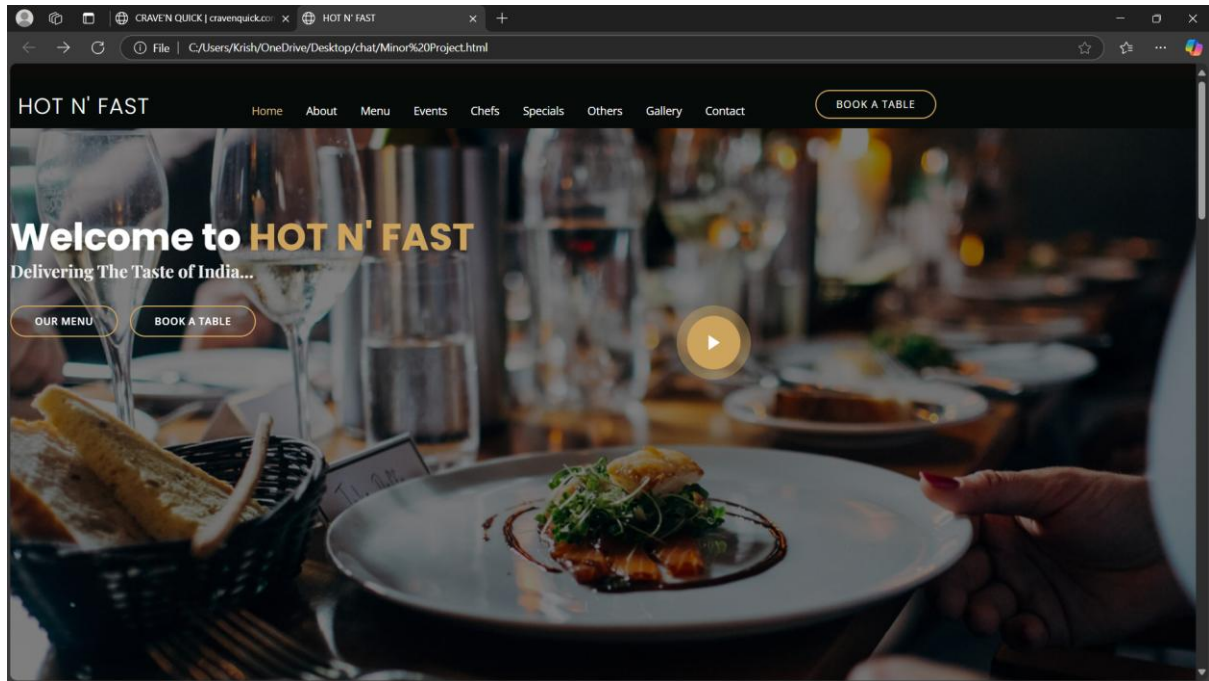 CRAVE'N QUICK | cravenquick.con
HOT N' FAST
File | C:/Users/Krish/OneDrive/Desktop/chat/Minor%20Project.html
HOT N' FAST
Home About Menu Events Chefs Specials Others Gallery Contact
BOOK A TABLE
Welcome to HOT N' FAST
Delivering The Taste of India...
OUR MENU BOOK A TABLE